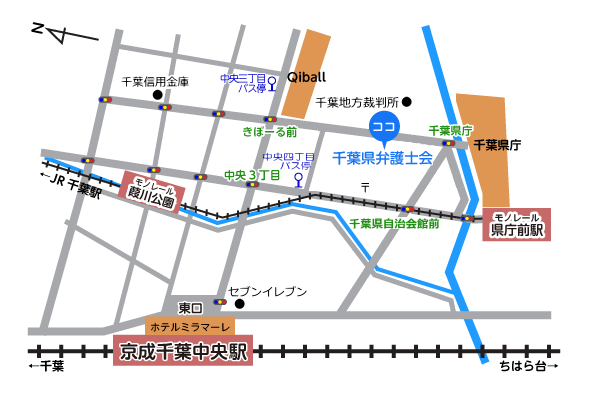 N
中央三丁目
バス停
Qiball
千葉信用金庫
千葉地方裁判所
ココ
きぼーる前
千葉県庁
千葉県庁
千葉県弁護士会
中央四丁目
バス停
中央3丁目
←JR 千葉駅
モノレール
葭川公園
〒
千葉県自治会館前
モノレール
県庁前駅
セブンイレブン
東口
ホテルミラマーレ
京成千葉中央駅
←千葉
ちはら台→